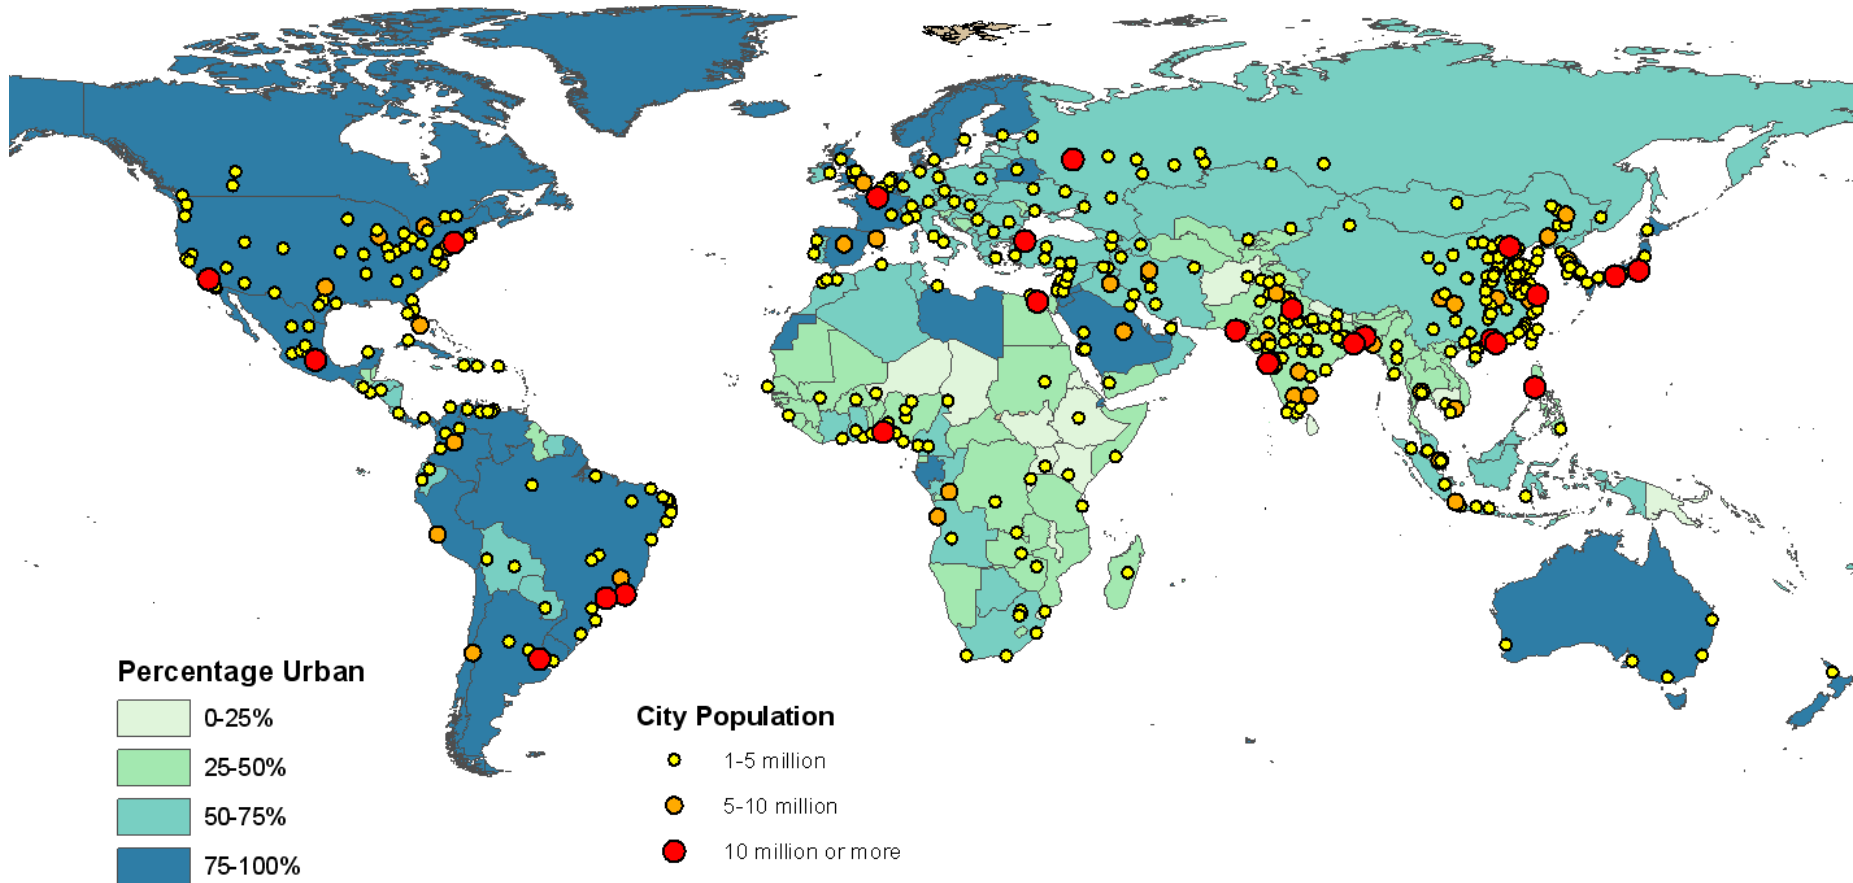 Percentage Urban
0-25%
25-50%
50-75%
75-100%
City Population
1-5 million
5-10 million
10 million or more